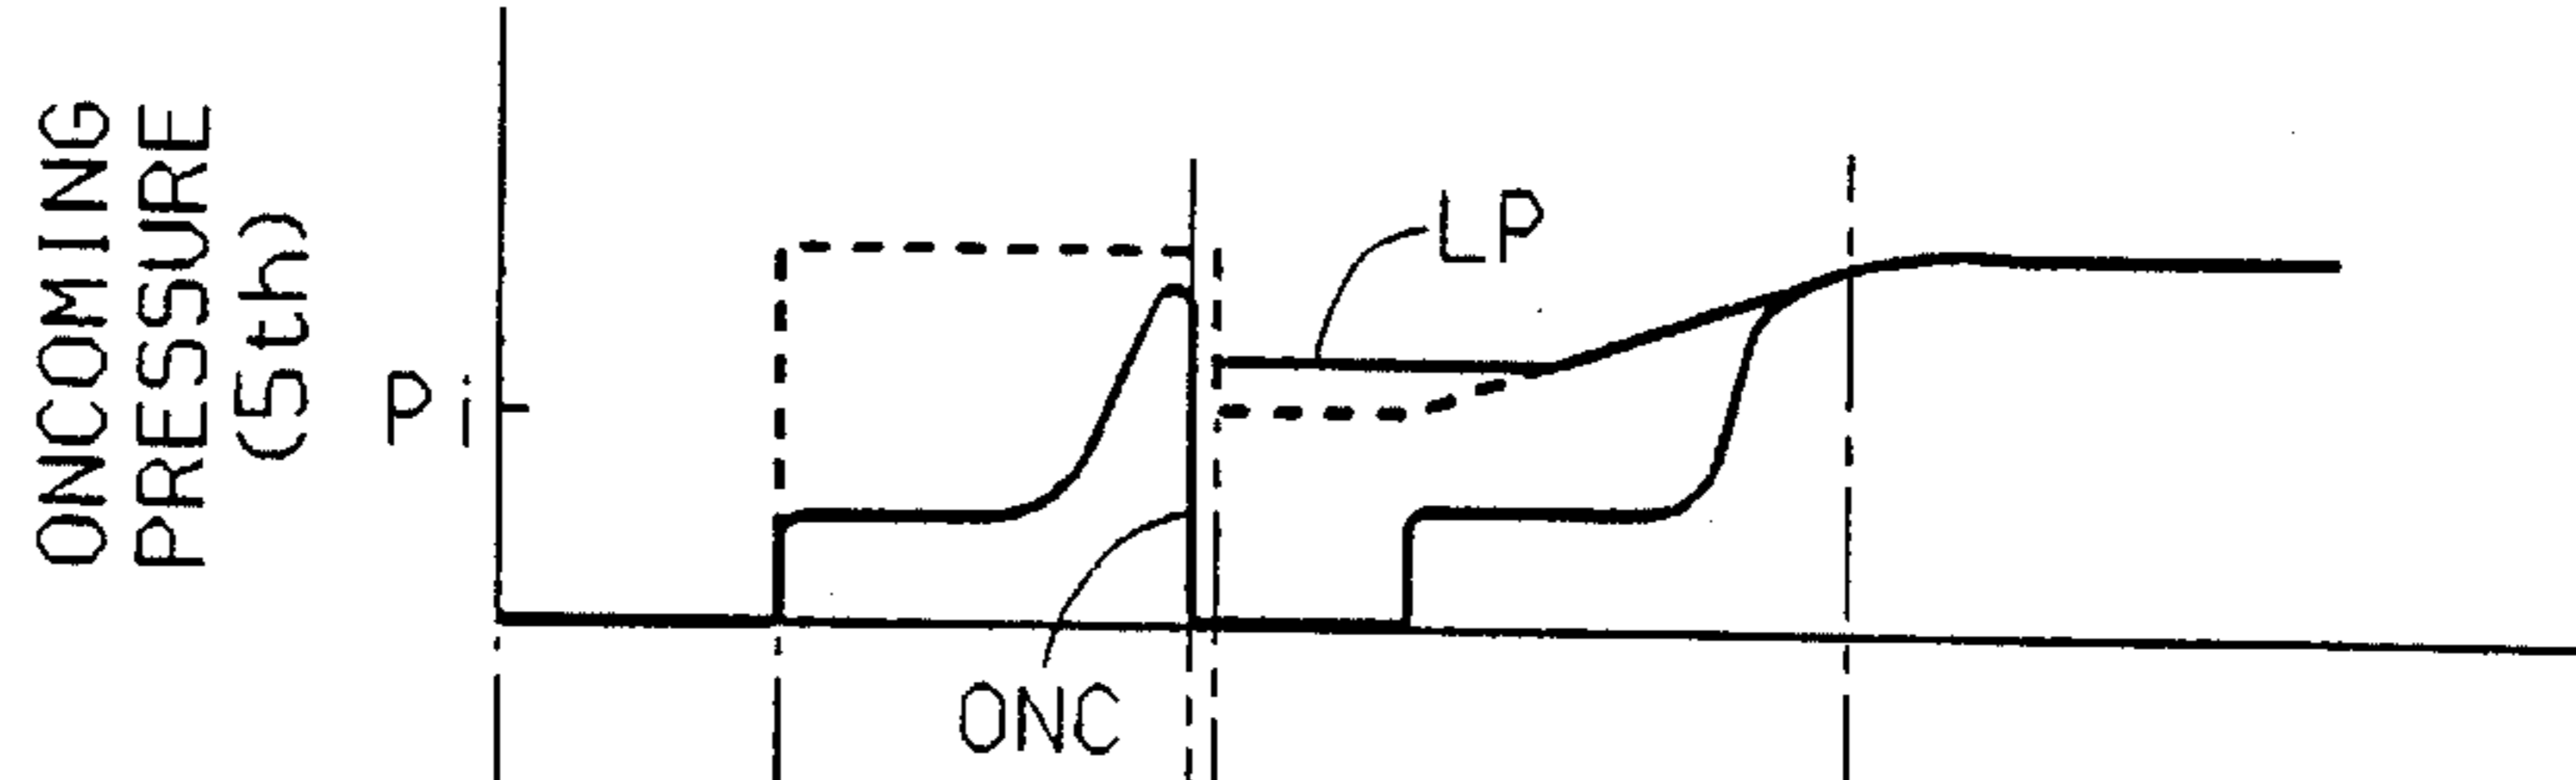 ONCOMING
PRESSURE
(5th)
Pi
LP
ONC